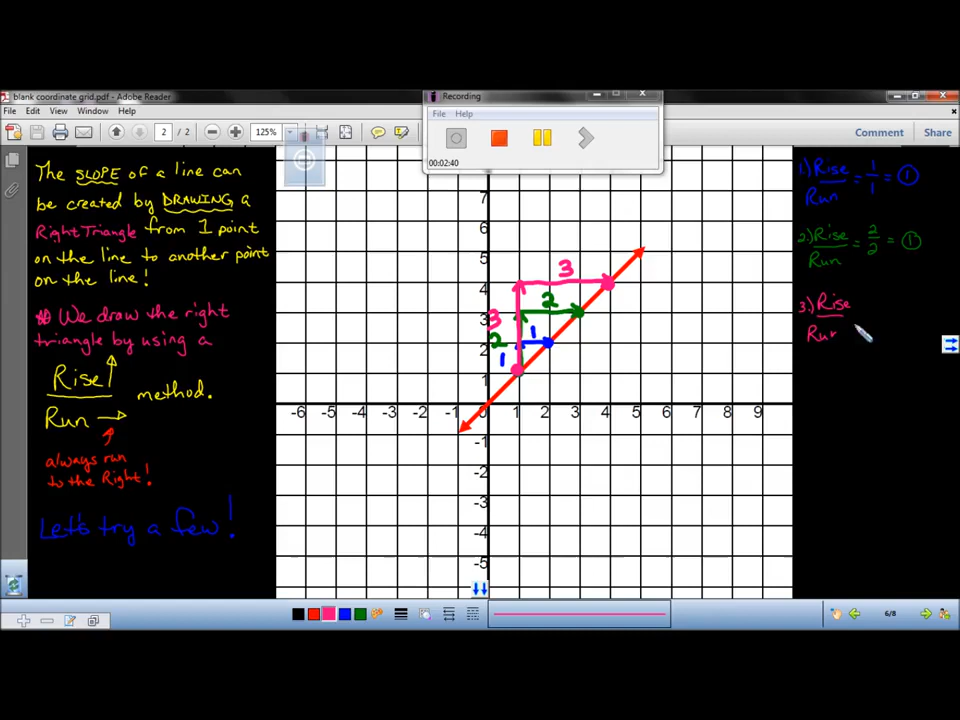 blank coordinate grid.pdf - Adobe Reader
File Edit View Window Help
2 / 2 125% Comment Share
Recording
File Help
00:02:40
The SLOPE of a line can
be created by DRAWING a
Right Triangle from 1 point
on the line to another point
on the line!
We draw the right
triangle by using a
Rise
Run method.
always run
to the Right!
Let's try a few!
7
6
5
4
3
2
1
-6 -5 -4 -3 -2 -1 0 1 2 3 4 5 6 7 8 9
-1
-2
-3
-4
-5
3
3
2
2
1
1
1) Rise = 1 = 1
Run 1
2.) Rise = 2 = 1
Run 2
3.) Rise
Run
6/8